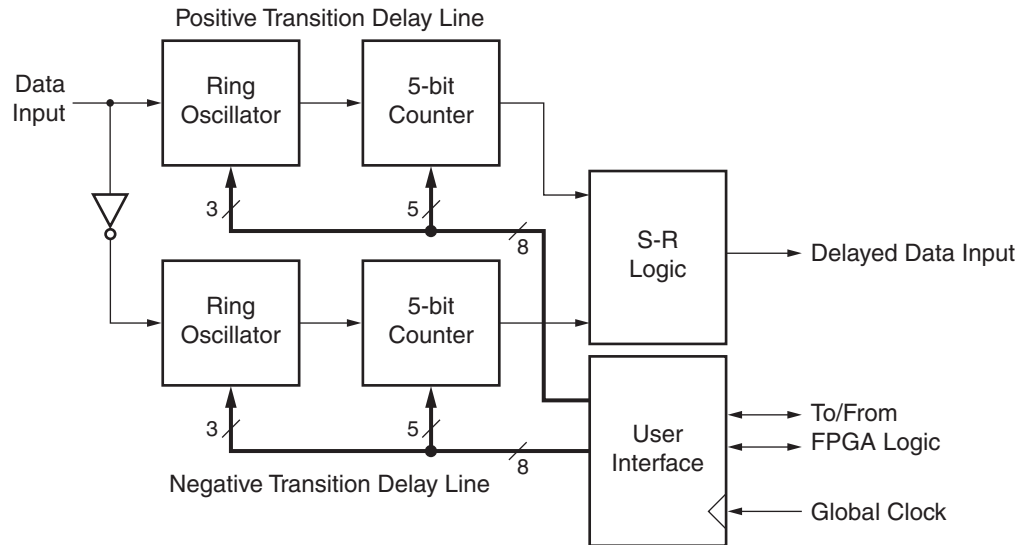 Positive Transition Delay Line
Data
Input
Ring
Oscillator
5-bit
Counter
3
5
8
S-R
Logic
Delayed Data Input
Ring
Oscillator
5-bit
Counter
3
5
8
User
Interface
To/From
FPGA Logic
Global Clock
Negative Transition Delay Line